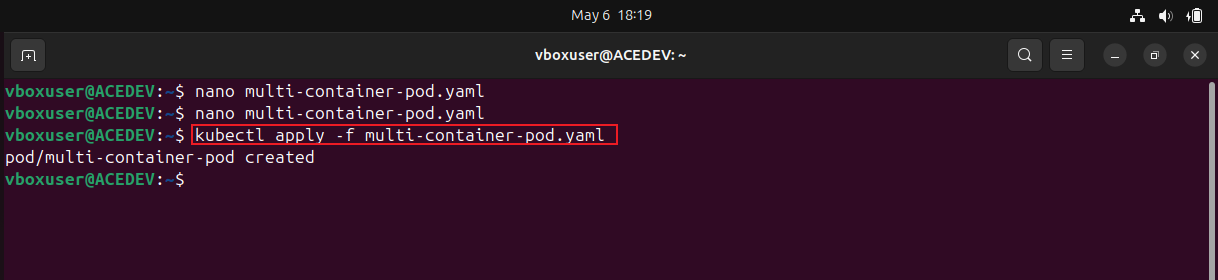 May 6 18:19
vboxuser@ACEDEV: ~
vboxuser@ACEDEV:~$ nano multi-container-pod.yaml
vboxuser@ACEDEV:~$ nano multi-container-pod.yaml
vboxuser@ACEDEV:~$ kubectl apply -f multi-container-pod.yaml
pod/multi-container-pod created
vboxuser@ACEDEV:~$